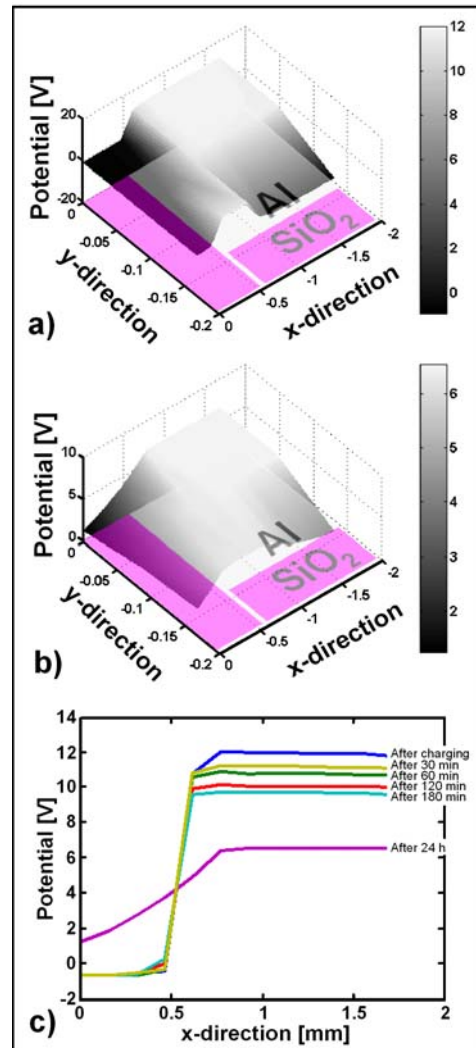 12
10
8
6
4
2
0
Potential [V]
20
0
-20
0
-0.05
-0.1
-0.15
-0.2
y-direction
0
-0.5
-1
-1.5
-2
x-direction
Al
SiO2
a)
6
5
4
3
2
Potential [V]
10
5
0
0
-0.05
-0.1
-0.15
-0.2
y-direction
0
-0.5
-1
-1.5
-2
x-direction
Al
SiO2
b)
Potential [V]
14
12
10
8
6
4
2
0
-2
After charging
After 30 min
After 60 min
After 120 min
After 180 min
After 24 h
0
0.5
1
1.5
2
x-direction [mm]
c)